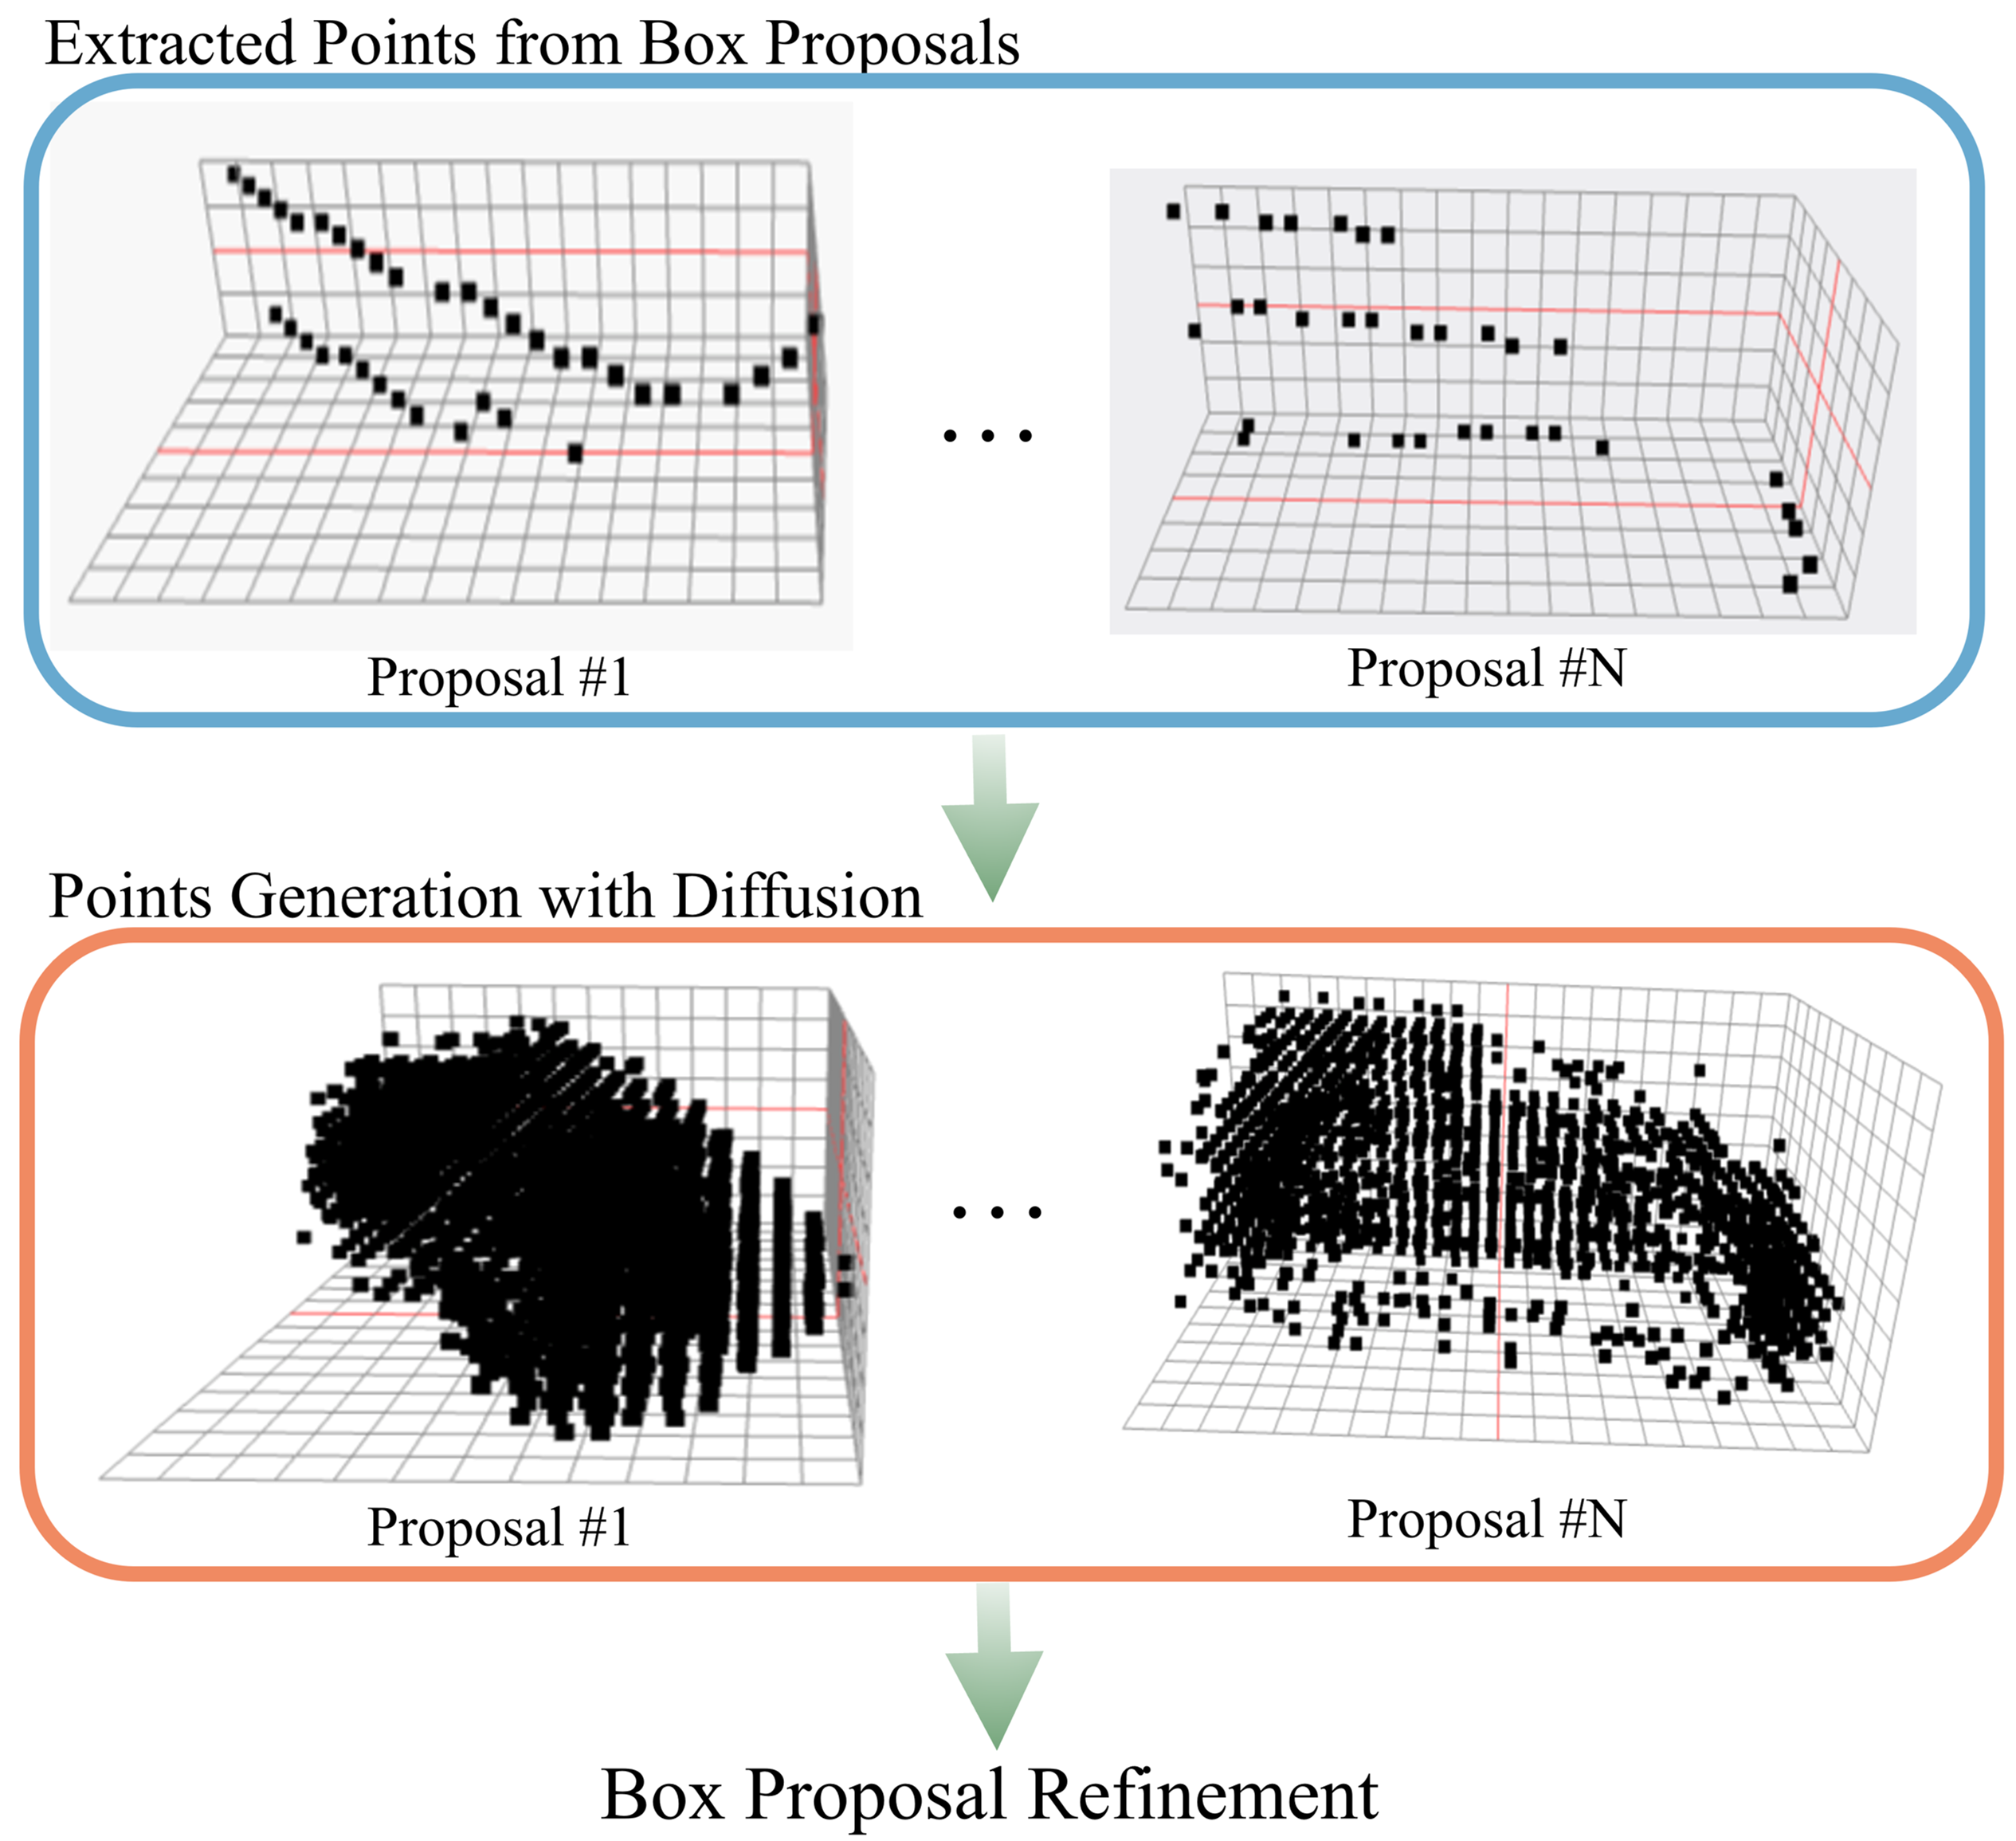 Extracted Points from Box Proposals
...
Proposal #1
Proposal #N
Points Generation with Diffusion
...
Proposal #1
Proposal #N
Box Proposal Refinement